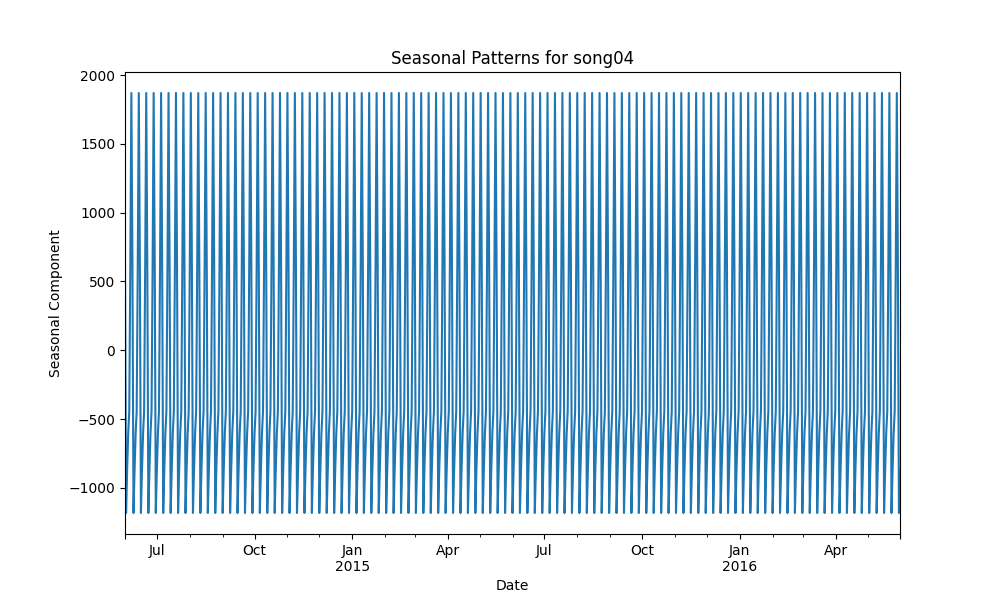 Seasonal Patterns for song04
2000
1500
1000
500
0
−500
−1000
Seasonal Component
Jul Oct Jan Apr Jul Oct Jan Apr
2015 2016
Date